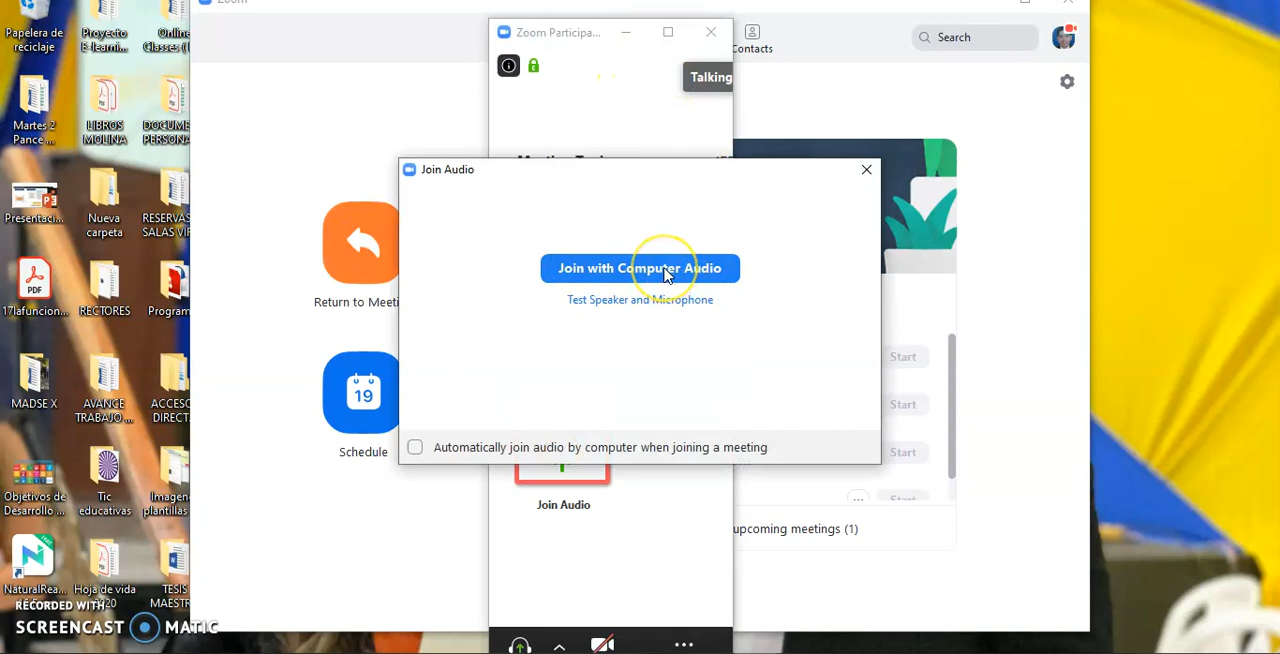 Zoom
Papelera de
reciclaje
Proyecto
E-learni...
Online
Classes (I
Zoom Participa...
Contacts
Search
Talking
Martes 2
Pance...
LIBROS
MOLINA
DOCUME
PERSONA
Join Audio
Presentaci...
Nueva
carpeta
RESERVAS
SALAS VIR
Join with Computer Audio
Test Speaker and Microphone
PDF
17lafuncion...
RECTORES
Program
Return to Meeti
Start
MADSE X
AVANCE
TRABAJO ...
ACCESO
DIRECT.
19
Start
Schedule
Automatically join audio by computer when joining a meeting
Start
Objetivos de
Desarrollo ...
Tic
educativas
Imagen
plantillas
...
Start
Join Audio
upcoming meetings (1)
NaturalRea...
Hoja de vida
TESIS
MAESTR
RECORDED WITH
SCREENCAST MATIC